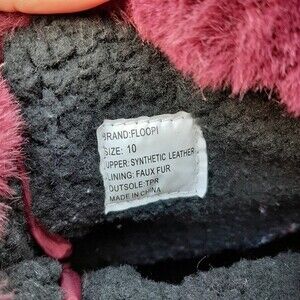 BRAND:FLOOPI
SIZE: 10
UPPER:SYNTHETIC LEATHER
LINING: FAUX FUR
OUTSOLE:TPR
MADE IN CHINA